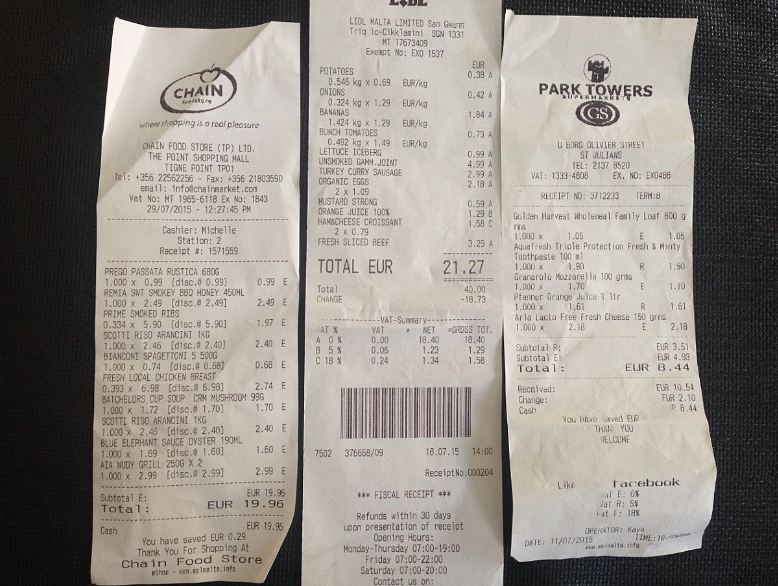 CHAIN
foodstore
where shopping is a real pleasure
CHAIN FOOD STORE (TP) LTD.
THE POINT SHOPPING MALL
TIGNE POINT TP01
Tel: +356 22562256 - Fax: +356 21803590
email: info@chainmarket.com
Vat No: MT 1965-6118 Ex No: 1843
29/07/2015 - 12:27:45 PM
Cashier: Michelle
Station: 2
Receipt #: 1571559
PREGO PASSATA RUSTICA 680G
1.000 x 0.99 [disc.@ 0.99] 0.99 E
REMIA SWT SMOKEY BBQ HONEY 450ML
1.000 x 2.49 [disc.@ 2.49] 2.49 E
PRIME SMOKED RIBS
0.334 x 5.90 [disc.@ 5.90] 1.97 E
SCOTTI RISO ARANCINI 1KG
1.000 x 2.46 [disc.@ 2.40] 2.40 E
BIANCONI SPAGETTONI 5 500G
1.000 x 0.74 [disc.@ 0.68] 0.68 E
FRESH LOCAL CHICKEN BREAST
0.393 x 6.98 [disc.@ 6.98] 2.74 E
BATCHELORS CUP SOUP CRM MUSHROOM 99G
1.000 x 1.72 [disc.@ 1.70] 1.70 E
SCOTTI RISO ARANCINI 1KG
1.000 x 2.46 [disc.@ 2.40] 2.40 E
BLUE ELEPHANT SAUCE OYSTER 190ML
1.000 x 1.69 [disc.@ 1.60] 1.60 E
AIA WUDY GRILL 250G X 2
1.000 x 2.99 [disc.@ 2.99] 2.99 E
Subtotal E: EUR 19.96
Total: EUR 19.96
Cash EUR 19.96
You have saved EUR 0.29
Thank You For Shopping At
Chain Food Store
eShop - www.epinalta.info
LIDL
LIDL MALTA LIMITED San Gwann
Triq ic-Cikklamini SGN 1331
MT 17673409
Exempt No: EXO 1537
EUR
POTATOES 0.38 A
0.546 kg x 0.69 EUR/kg
ONIONS 0.42 A
0.324 kg x 1.29 EUR/kg
BANANAS 1.84 A
1.424 kg x 1.29 EUR/kg
BUNCH TOMATOES 0.73 A
0.492 kg x 1.49 EUR/kg
LETTUCE ICEBERG 0.99 A
UNSMOKED GAMM.JOINT 4.99 A
TURKEY CURRY SAUSAGE 2.99 A
ORGANIC EGGS 2.18 A
2 x 1.09
MUSTARD STRONG 0.59 A
ORANGE JUICE 100% 1.29 B
HAM&CHEESE CROISSANT 1.58 C
2 x 0.79
FRESH SLICED BEEF 3.29 A
TOTAL EUR 21.27
Total 40.00
CHANGE -18.73
VAT-Summary
AT % VAT + NET =GROSS TOT.
A 0 % 0.00 18.40 18.40
B 5 % 0.06 1.23 1.29
C 18% 0.24 1.34 1.58
7502 376668/09 18.07.15 14:00
ReceiptNo:000204
*** FISCAL RECEIPT ***
Refunds within 30 days
upon presentation of receipt
Opening Hours:
Monday-Thursday 07:00-19:00
Friday 07:00-22:00
Saturday 07:00-20:00
Contact us on:
PARK TOWERS
SUPERMARKETS
GS
G BORG OLIVIER STREET
ST JULIANS
TEL: 2137 8520
VAT: 1333-4808 EX. NO: EXO486
RECEIPT NO: 3712233 TERM:8
Golden Harvest Wholemeal Family Loaf 600 g
rms
1.000 x 1.05 E 1.05
Aquafresh Triple Protection Fresh & Minty
Toothpaste 100 ml
1.000 x 1.90 R 1.90
Granarolo Mozzarella 100 grms
1.000 x 1.70 E 1.70
Pfanner Orange Juice 1 ltr
1.000 x 1.61 R 1.61
Arla Lacto Free Fresh Cheese 150 grms
1.000 x 2.18 E 2.18
Subtotal R: EUR 3.51
Subtotal E: EUR 4.93
Total: EUR 8.44
Received: EUR 10.54
Change: EUR 2.10
Cash 8.44
You have saved EUR
THANK YOU
WELCOME
Like facebook
E: 0%
Vat R: 5%
Vat F: 18%
OPERATOR: Kaya
DATE: 11/07/2015 TIME:18